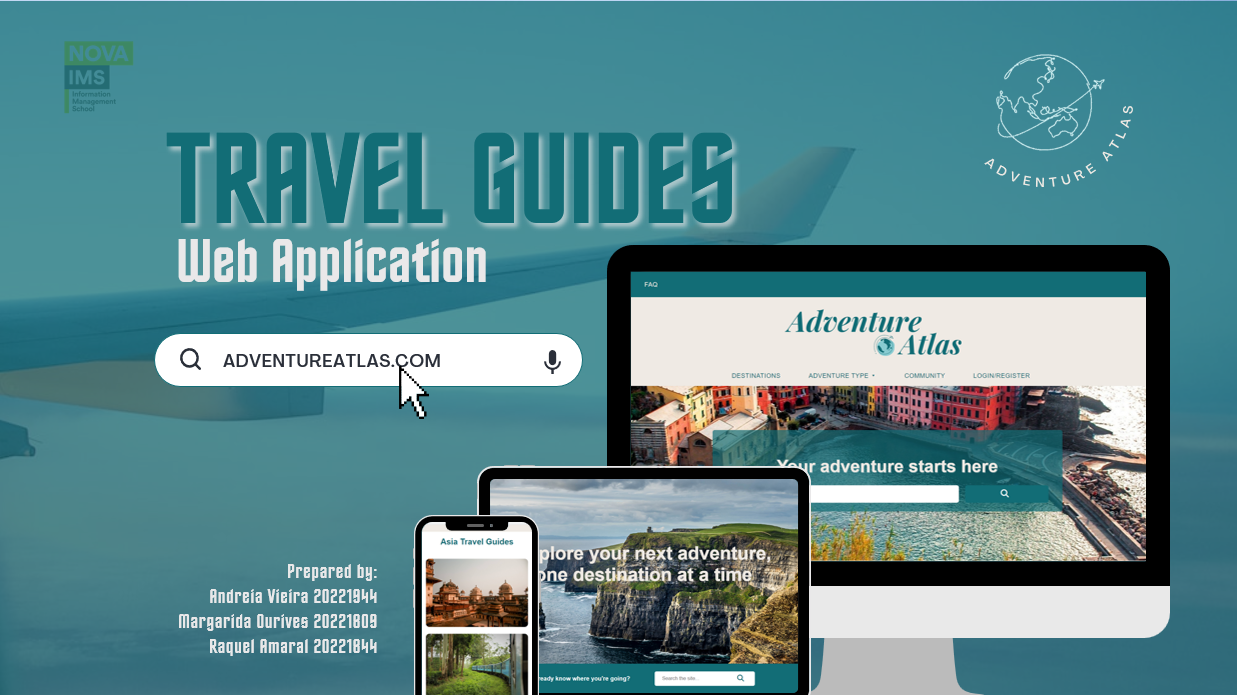 NOVA
IMS
Information
Management
School
ADVENTURE ATLAS
TRAVEL GUIDES
Web Application
ADVENTUREATLAS.COM
FAQ
Adventure
Atlas
DESTINATIONS ADVENTURE TYPE COMMUNITY LOGIN/REGISTER
Your adventure starts here
plore your next adventure,
one destination at a time
Asia Travel Guides
Prepared by:
Andreia Vieira 20221944
Margarida Ourives 20221809
Raquel Amaral 20221844
ready know where you're going? Search the site...